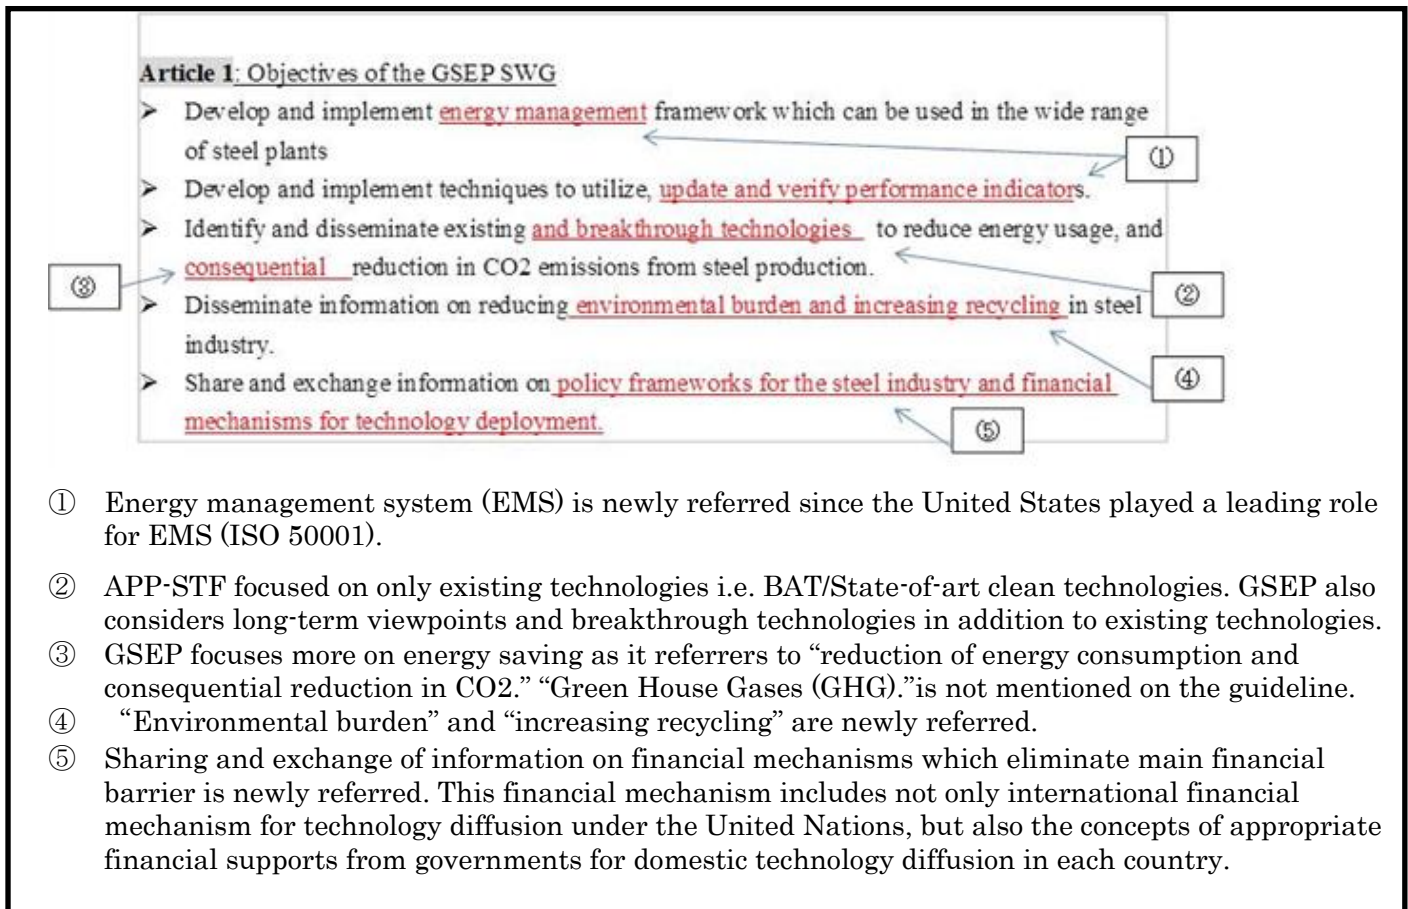 Article 1: Objectives of the GSEP SWG
➢ Develop and implement energy management framework which can be used in the wide range
of steel plants
①
➢ Develop and implement techniques to utilize, update and verify performance indicators.
➢ Identify and disseminate existing and breakthrough technologies to reduce energy usage, and
consequential reduction in CO2 emissions from steel production.
③
②
➢ Disseminate information on reducing environmental burden and increasing recycling in steel
industry.
④
➢ Share and exchange information on policy frameworks for the steel industry and financial
mechanisms for technology deployment.
⑤
① Energy management system (EMS) is newly referred since the United States played a leading role
for EMS (ISO 50001).
② APP-STF focused on only existing technologies i.e. BAT/State-of-art clean technologies. GSEP also
considers long-term viewpoints and breakthrough technologies in addition to existing technologies.
③ GSEP focuses more on energy saving as it referrers to “reduction of energy consumption and
consequential reduction in CO2.” “Green House Gases (GHG).”is not mentioned on the guideline.
④ “Environmental burden” and “increasing recycling” are newly referred.
⑤ Sharing and exchange of information on financial mechanisms which eliminate main financial
barrier is newly referred. This financial mechanism includes not only international financial
mechanism for technology diffusion under the United Nations, but also the concepts of appropriate
financial supports from governments for domestic technology diffusion in each country.